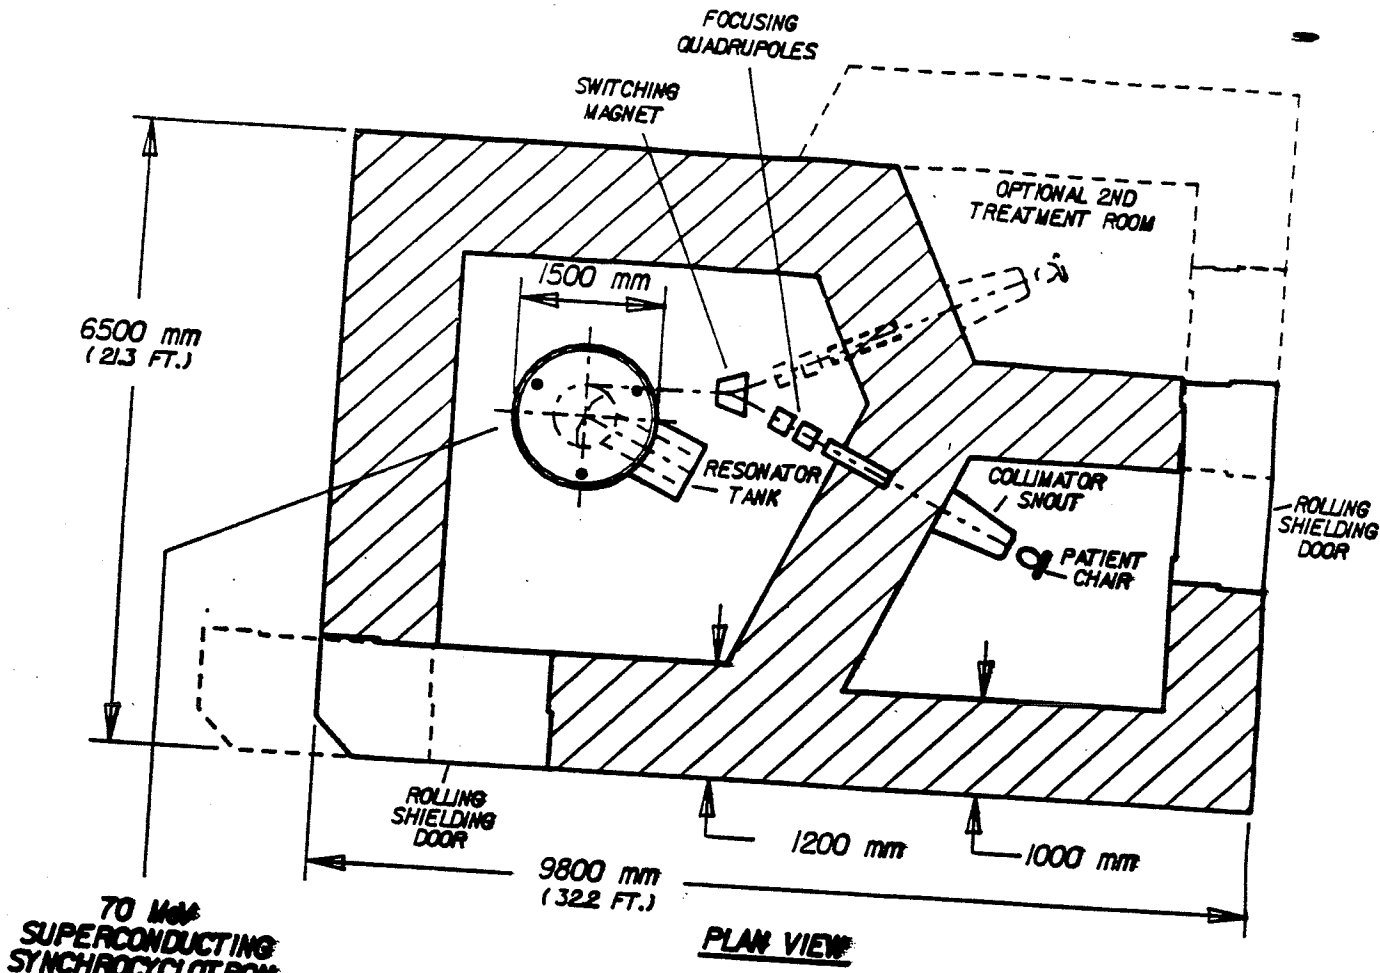 FOCUSING
QUADRUPOLES
SWITCHING
MAGNET
OPTIONAL 2ND
TREATMENT ROOM
1500 mm
6500 mm
(21.3 FT.)
RESONATOR
TANK
COLLIMATOR
SNOUT
ROLLING
SHIELDING
DOOR
PATIENT
CHAIR
ROLLING
SHIELDING
DOOR
1200 mm
1000 mm
9800 mm
(32.2 FT.)
70 MeV
SUPERCONDUCTING
SYNCHROCYCLOTRON
PLAN VIEW